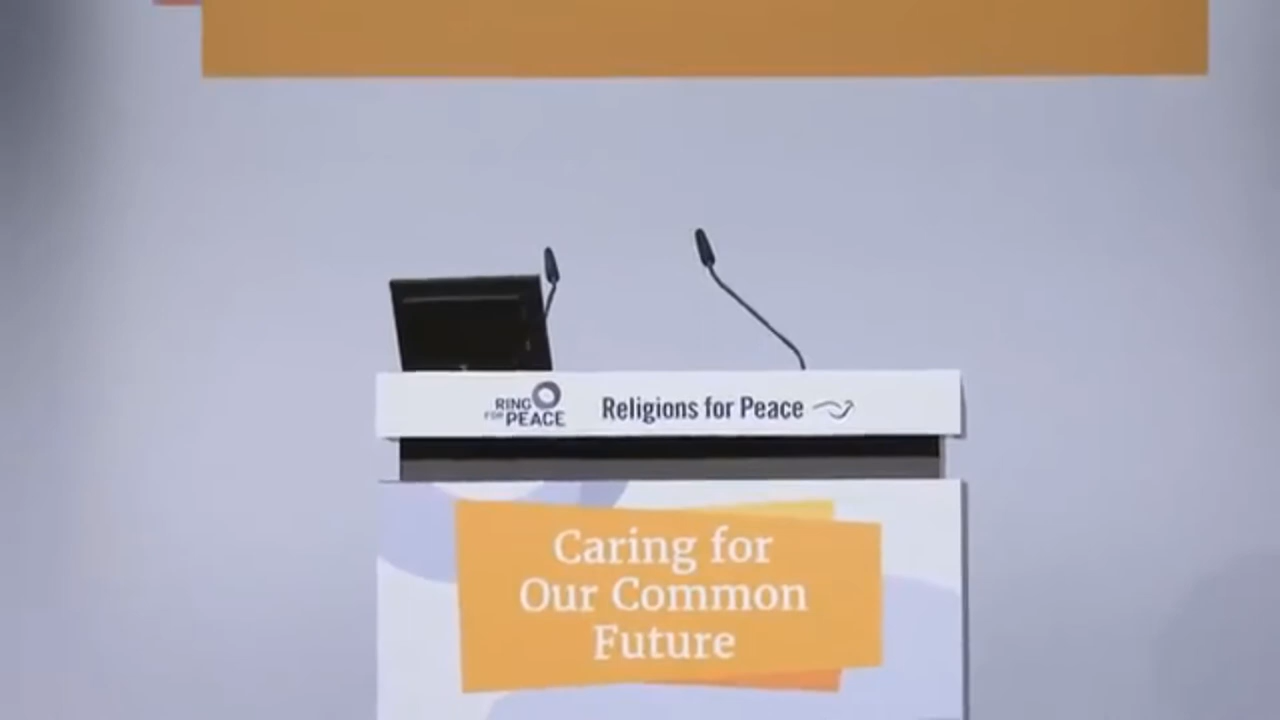 RING
FOR PEACE
Religions for Peace
Caring for
Our Common
Future